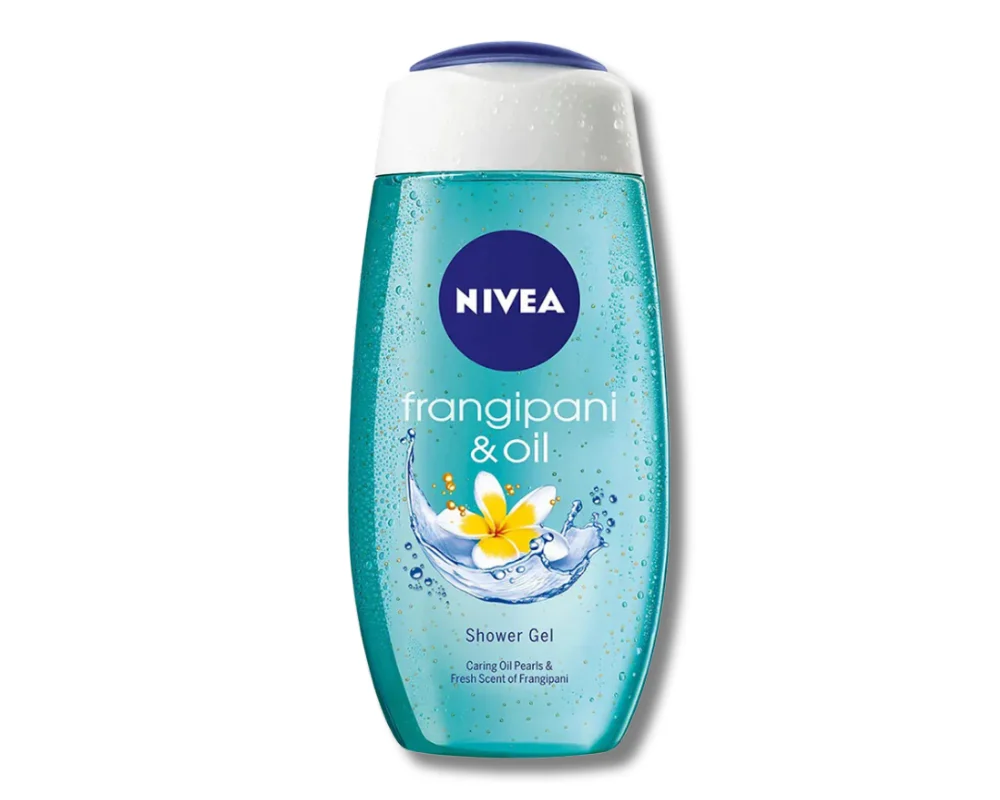 NIVEA
frangipani
& oil
Shower Gel
Caring Oil Pearls &
Fresh Scent of Frangipani